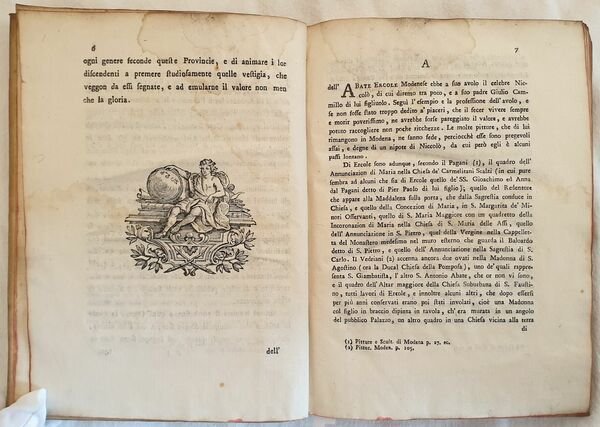 6
ogni genere seconde queste Provincie, e di animare i lor
discendenti a premere studiosamente quelle vestigia, che
veggon da essi segnate, e ad emularne il valore non men
che la gloria.
dell'
7
A
dell' ABATE ERCOLE Modenese ebbe a suo avolo il celebre Nic-
colò, di cui diremo tra poco, e a suo padre Giulio Cam-
millo di lui figliuolo. Seguì l'esempio e la professione dell'avolo, e
se non fosse stato troppo dedito a' piaceri, che il fecer vivere sempre
e morir poverissimo, ne avrebbe forse pareggiato il valore, e avrebbe
potuto raccogliere non poche ricchezze. Le molte pitture, che di lui
rimangono in Modena, ne sanno fede, perciocchè esse sono pregevoli
assai, e degne di un nipote di Niccolò, da cui però egli è alcuni
passi lontano.
Di Ercole sono adunque, secondo il Pagani (1), il quadro dell'
Annunciazion di Maria nella Chiesa de' Carmelitani Scalzi (in cui pure
sembra ad alcuni che sia di Ercole quello de' SS. Gioachimo ed Anna
dal Pagani detto di Pier Paolo di lui figlio); quello del Redentore
che appare alla Maddalena sulla porta, che dalla Sagrestia conduce in
Chiesa, e quello della Concezion di Maria, in S. Margarita de' Mi-
nori Osservanti, quello di S. Maria Maggiore con un quadretto della
Incoronazion di Maria nella Chiesa di S. Maria delle Assi, quello
dell'Annunciazione in S. Pietro, quel della Vergine nella Cappellet-
ta del Monastero medesimo nel muro esterno che guarda il Baloardo
detto di S. Pietro, e quello dell'Annunciazione nella Sagrestia di S.
Carlo. Il Vedriani (2) accenna ancora due ovati nella Madonna di S.
Agostino (ora la Ducal Chiesa della Pomposa), uno de' quali rappre-
senta S. Giambatista, l'altro S. Antonio Abate, che or non vi sono,
e il quadro dell'Altar maggiore della Chiesa Suburbana di S. Fausti-
no, tutti lavori di Ercole, e innoltre alcuni altri, che dopo essersi
per più anni conservati erano poi stati involati, cioè una Madonna
col figlio in braccio dipinta in tavola, ch'era murata in un angolo
del pubblico Palazzo, un altro quadro in una Chiesa vicina alla terra
di
(1) Pitture e Scult. di Modena p. 27. ec.
(2) Pittor. Moden. p. 105.